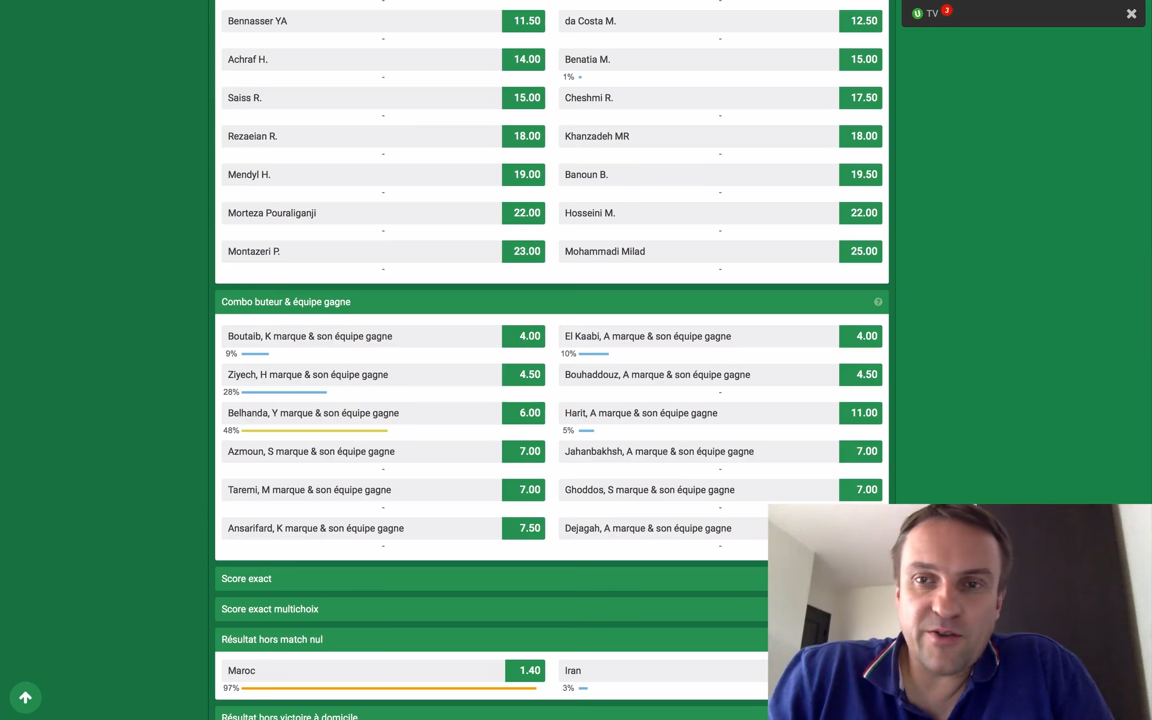 U TV 3
Bennasser YA 11.50 da Costa M. 12.50
- -
Achraf H. 14.00 Benatia M. 15.00
- 1%
Saiss R. 15.00 Cheshmi R. 17.50
- -
Rezaeian R. 18.00 Khanzadeh MR 18.00
- -
Mendyl H. 19.00 Banoun B. 19.50
- -
Morteza Pouraliganji 22.00 Hosseini M. 22.00
- -
Montazeri P. 23.00 Mohammadi Milad 25.00
- -
Combo buteur & équipe gagne ?
Boutaib, K marque & son équipe gagne 4.00 El Kaabi, A marque & son équipe gagne 4.00
9% 10%
Ziyech, H marque & son équipe gagne 4.50 Bouhaddouz, A marque & son équipe gagne 4.50
28% -
Belhanda, Y marque & son équipe gagne 6.00 Harit, A marque & son équipe gagne 11.00
48% 5%
Azmoun, S marque & son équipe gagne 7.00 Jahanbakhsh, A marque & son équipe gagne 7.00
- -
Taremi, M marque & son équipe gagne 7.00 Ghoddos, S marque & son équipe gagne 7.00
- -
Ansarifard, K marque & son équipe gagne 7.50 Dejagah, A marque & son équipe gagne
- -
Score exact
Score exact multichoix
Résultat hors match nul
Maroc 1.40 Iran
97% 3%
Résultat hors victoire à domicile